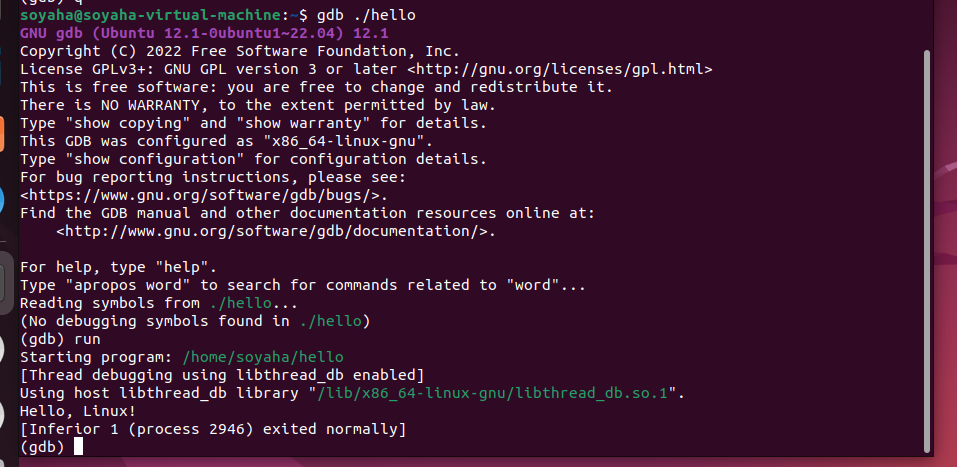 (gdb) q
soyaha@soyaha-virtual-machine:~$ gdb ./hello
GNU gdb (Ubuntu 12.1-0ubuntu1~22.04) 12.1
Copyright (C) 2022 Free Software Foundation, Inc.
License GPLv3+: GNU GPL version 3 or later <http://gnu.org/licenses/gpl.html>
This is free software: you are free to change and redistribute it.
There is NO WARRANTY, to the extent permitted by law.
Type "show copying" and "show warranty" for details.
This GDB was configured as "x86_64-linux-gnu".
Type "show configuration" for configuration details.
For bug reporting instructions, please see:
<https://www.gnu.org/software/gdb/bugs/>.
Find the GDB manual and other documentation resources online at:
    <http://www.gnu.org/software/gdb/documentation/>.

For help, type "help".
Type "apropos word" to search for commands related to "word"...
Reading symbols from ./hello...
(No debugging symbols found in ./hello)
(gdb) run
Starting program: /home/soyaha/hello
[Thread debugging using libthread_db enabled]
Using host libthread_db library "/lib/x86_64-linux-gnu/libthread_db.so.1".
Hello, Linux!
[Inferior 1 (process 2946) exited normally]
(gdb)